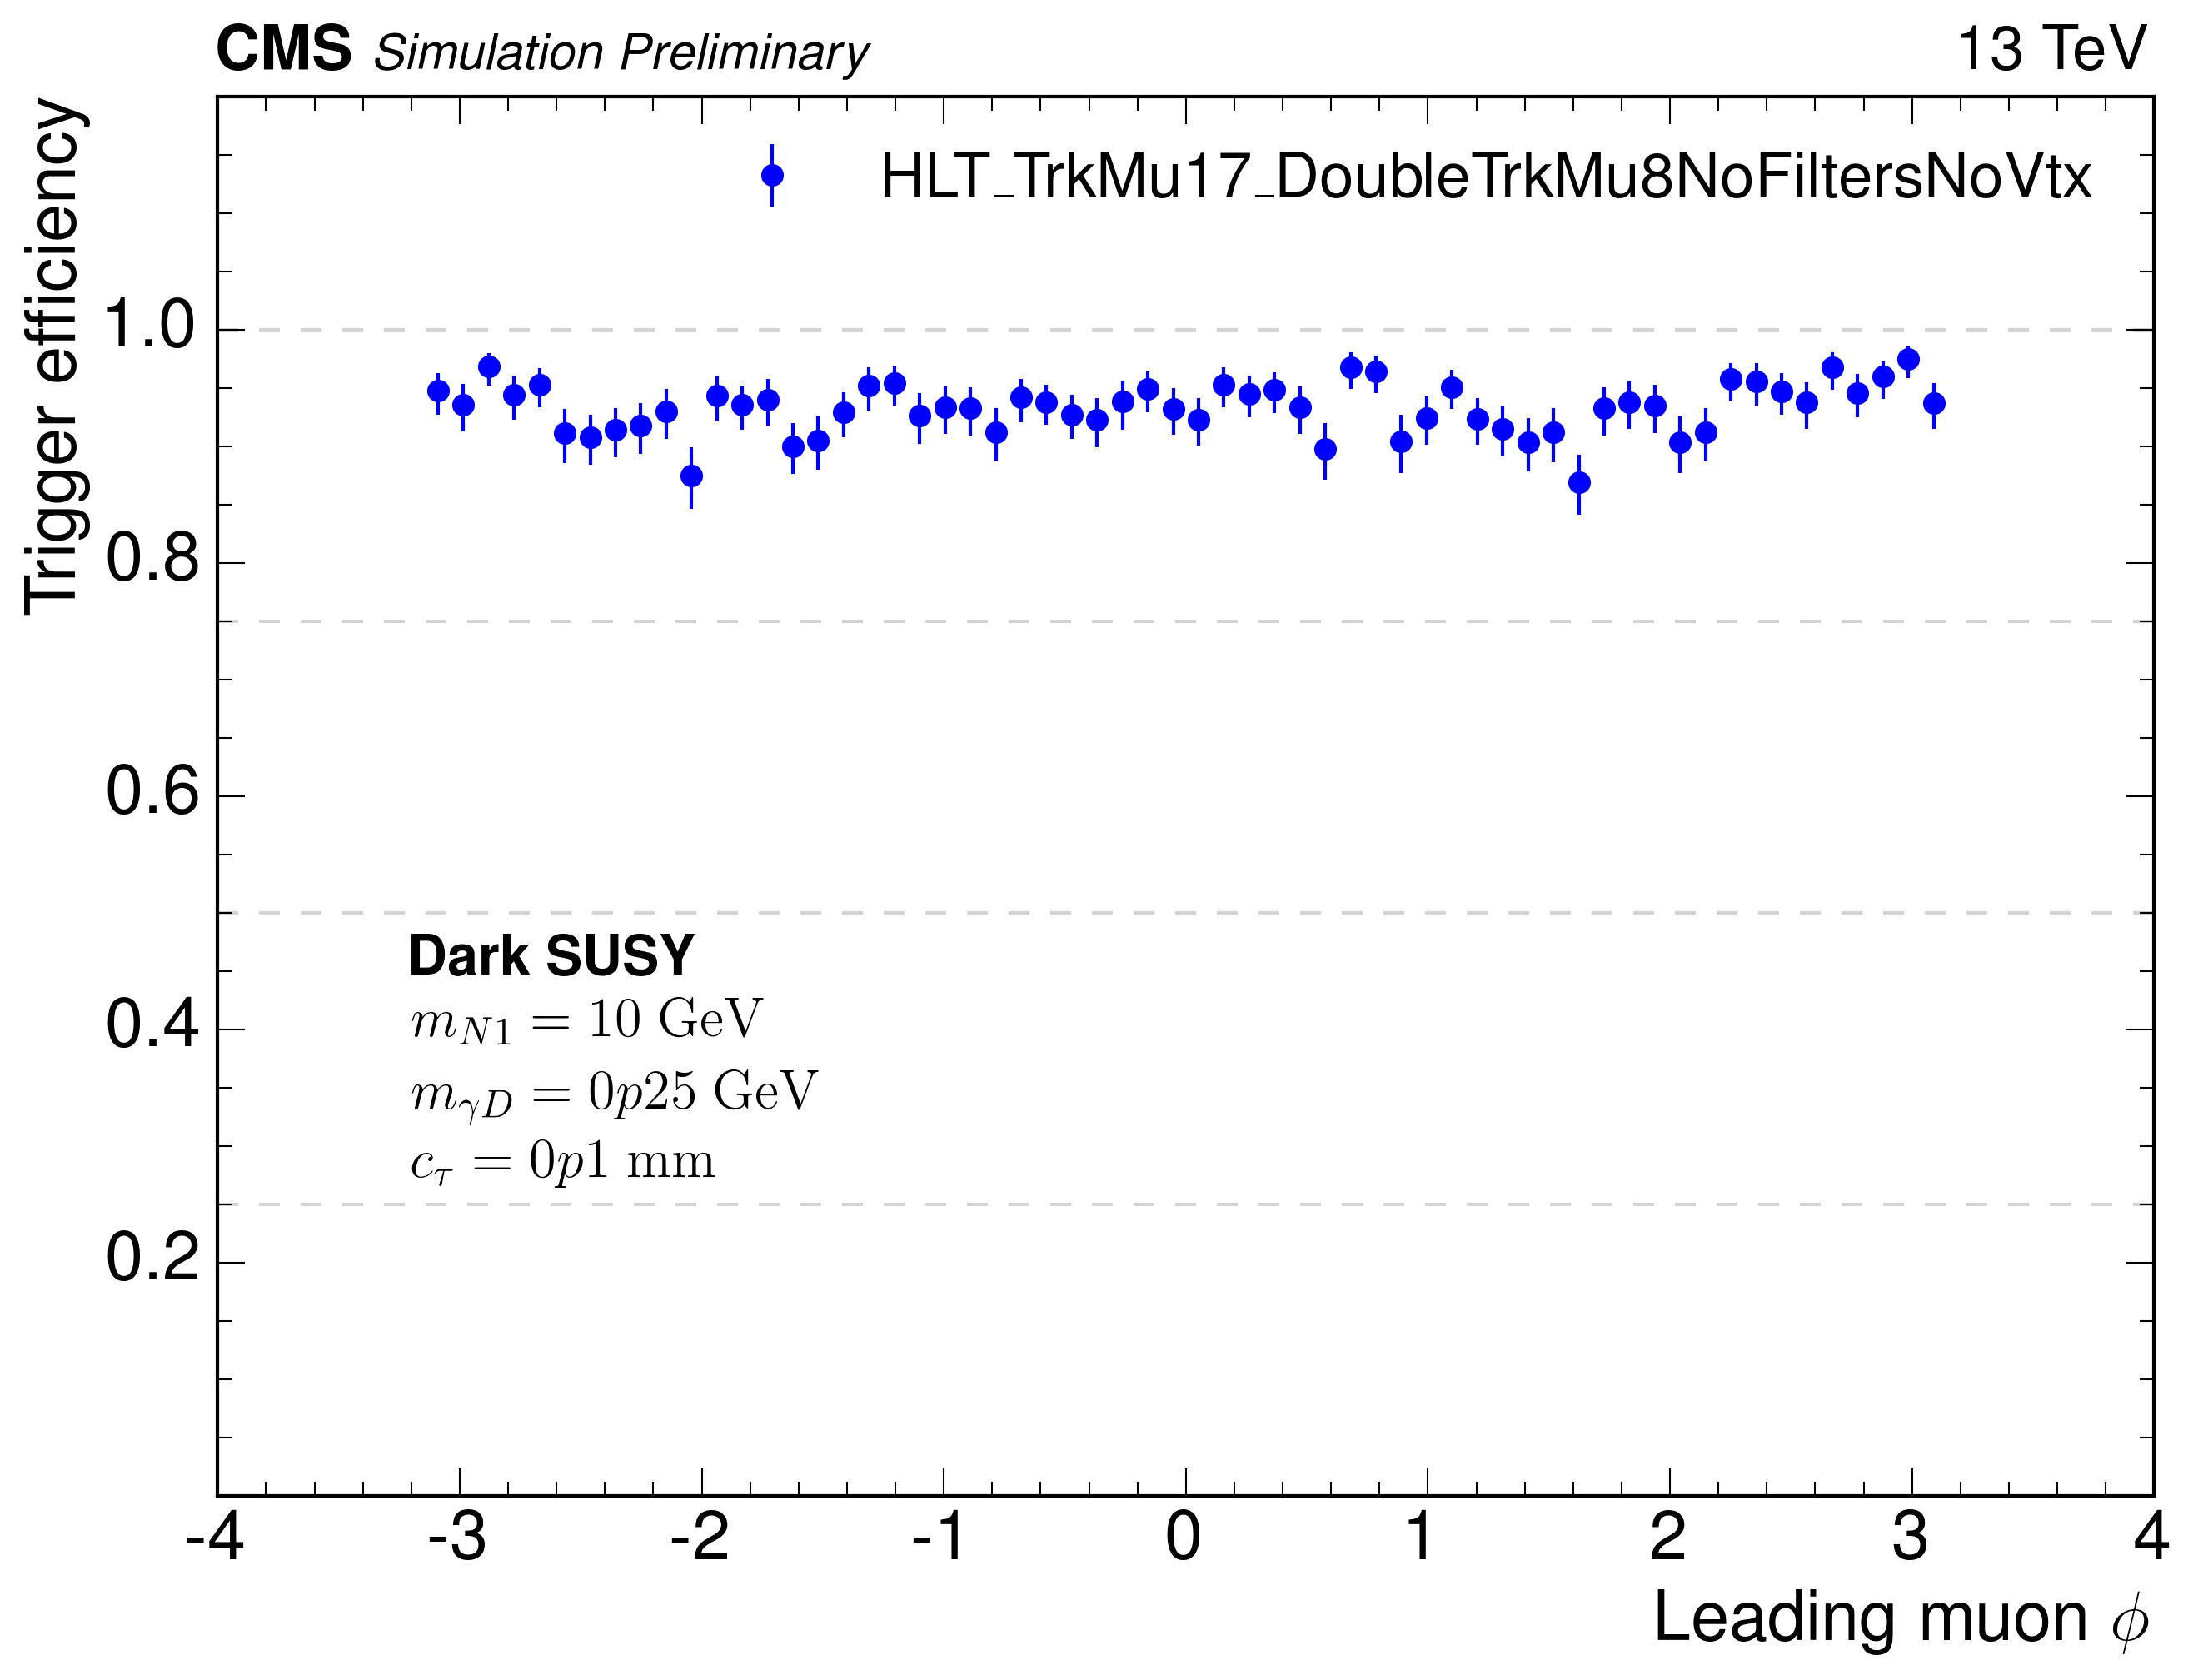 CMS Simulation Preliminary 13 TeV
Trigger efficiency
HLT_TrkMu17_DoubleTrkMu8NoFiltersNoVtx
1.0
0.8
0.6
0.4
0.2
Dark SUSY
m_{N1} = 10 GeV
m_{γD} = 0p25 GeV
c_τ = 0p1 mm
-4 -3 -2 -1 0 1 2 3 4
Leading muon ϕ